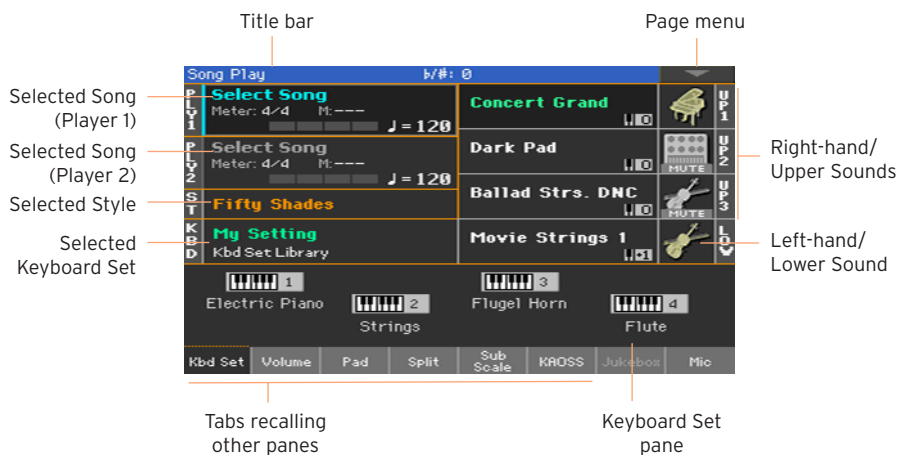 Title bar
Page menu
Song Play ♭/#: 0
Selected Song
(Player 1)
PLY1
Select Song
Meter: 4/4 M:---
♩= 120
Concert Grand
0
UP1
Selected Song
(Player 2)
PLY2
Select Song
Meter: 4/4 M:---
♩= 120
Dark Pad
0
MUTE
UP2
Right-hand/
Upper Sounds
Selected Style
ST
Fifty Shades
Ballad Strs. DNC
0
MUTE
UP3
Selected
Keyboard Set
KBD
My Setting
Kbd Set Library
Movie Strings 1
+1
LOW
Left-hand/
Lower Sound
1
Electric Piano
2
Strings
3
Flugel Horn
4
Flute
Kbd Set Volume Pad Split Sub Scale KAOSS Jukebox Mic
Tabs recalling
other panes
Keyboard Set
pane